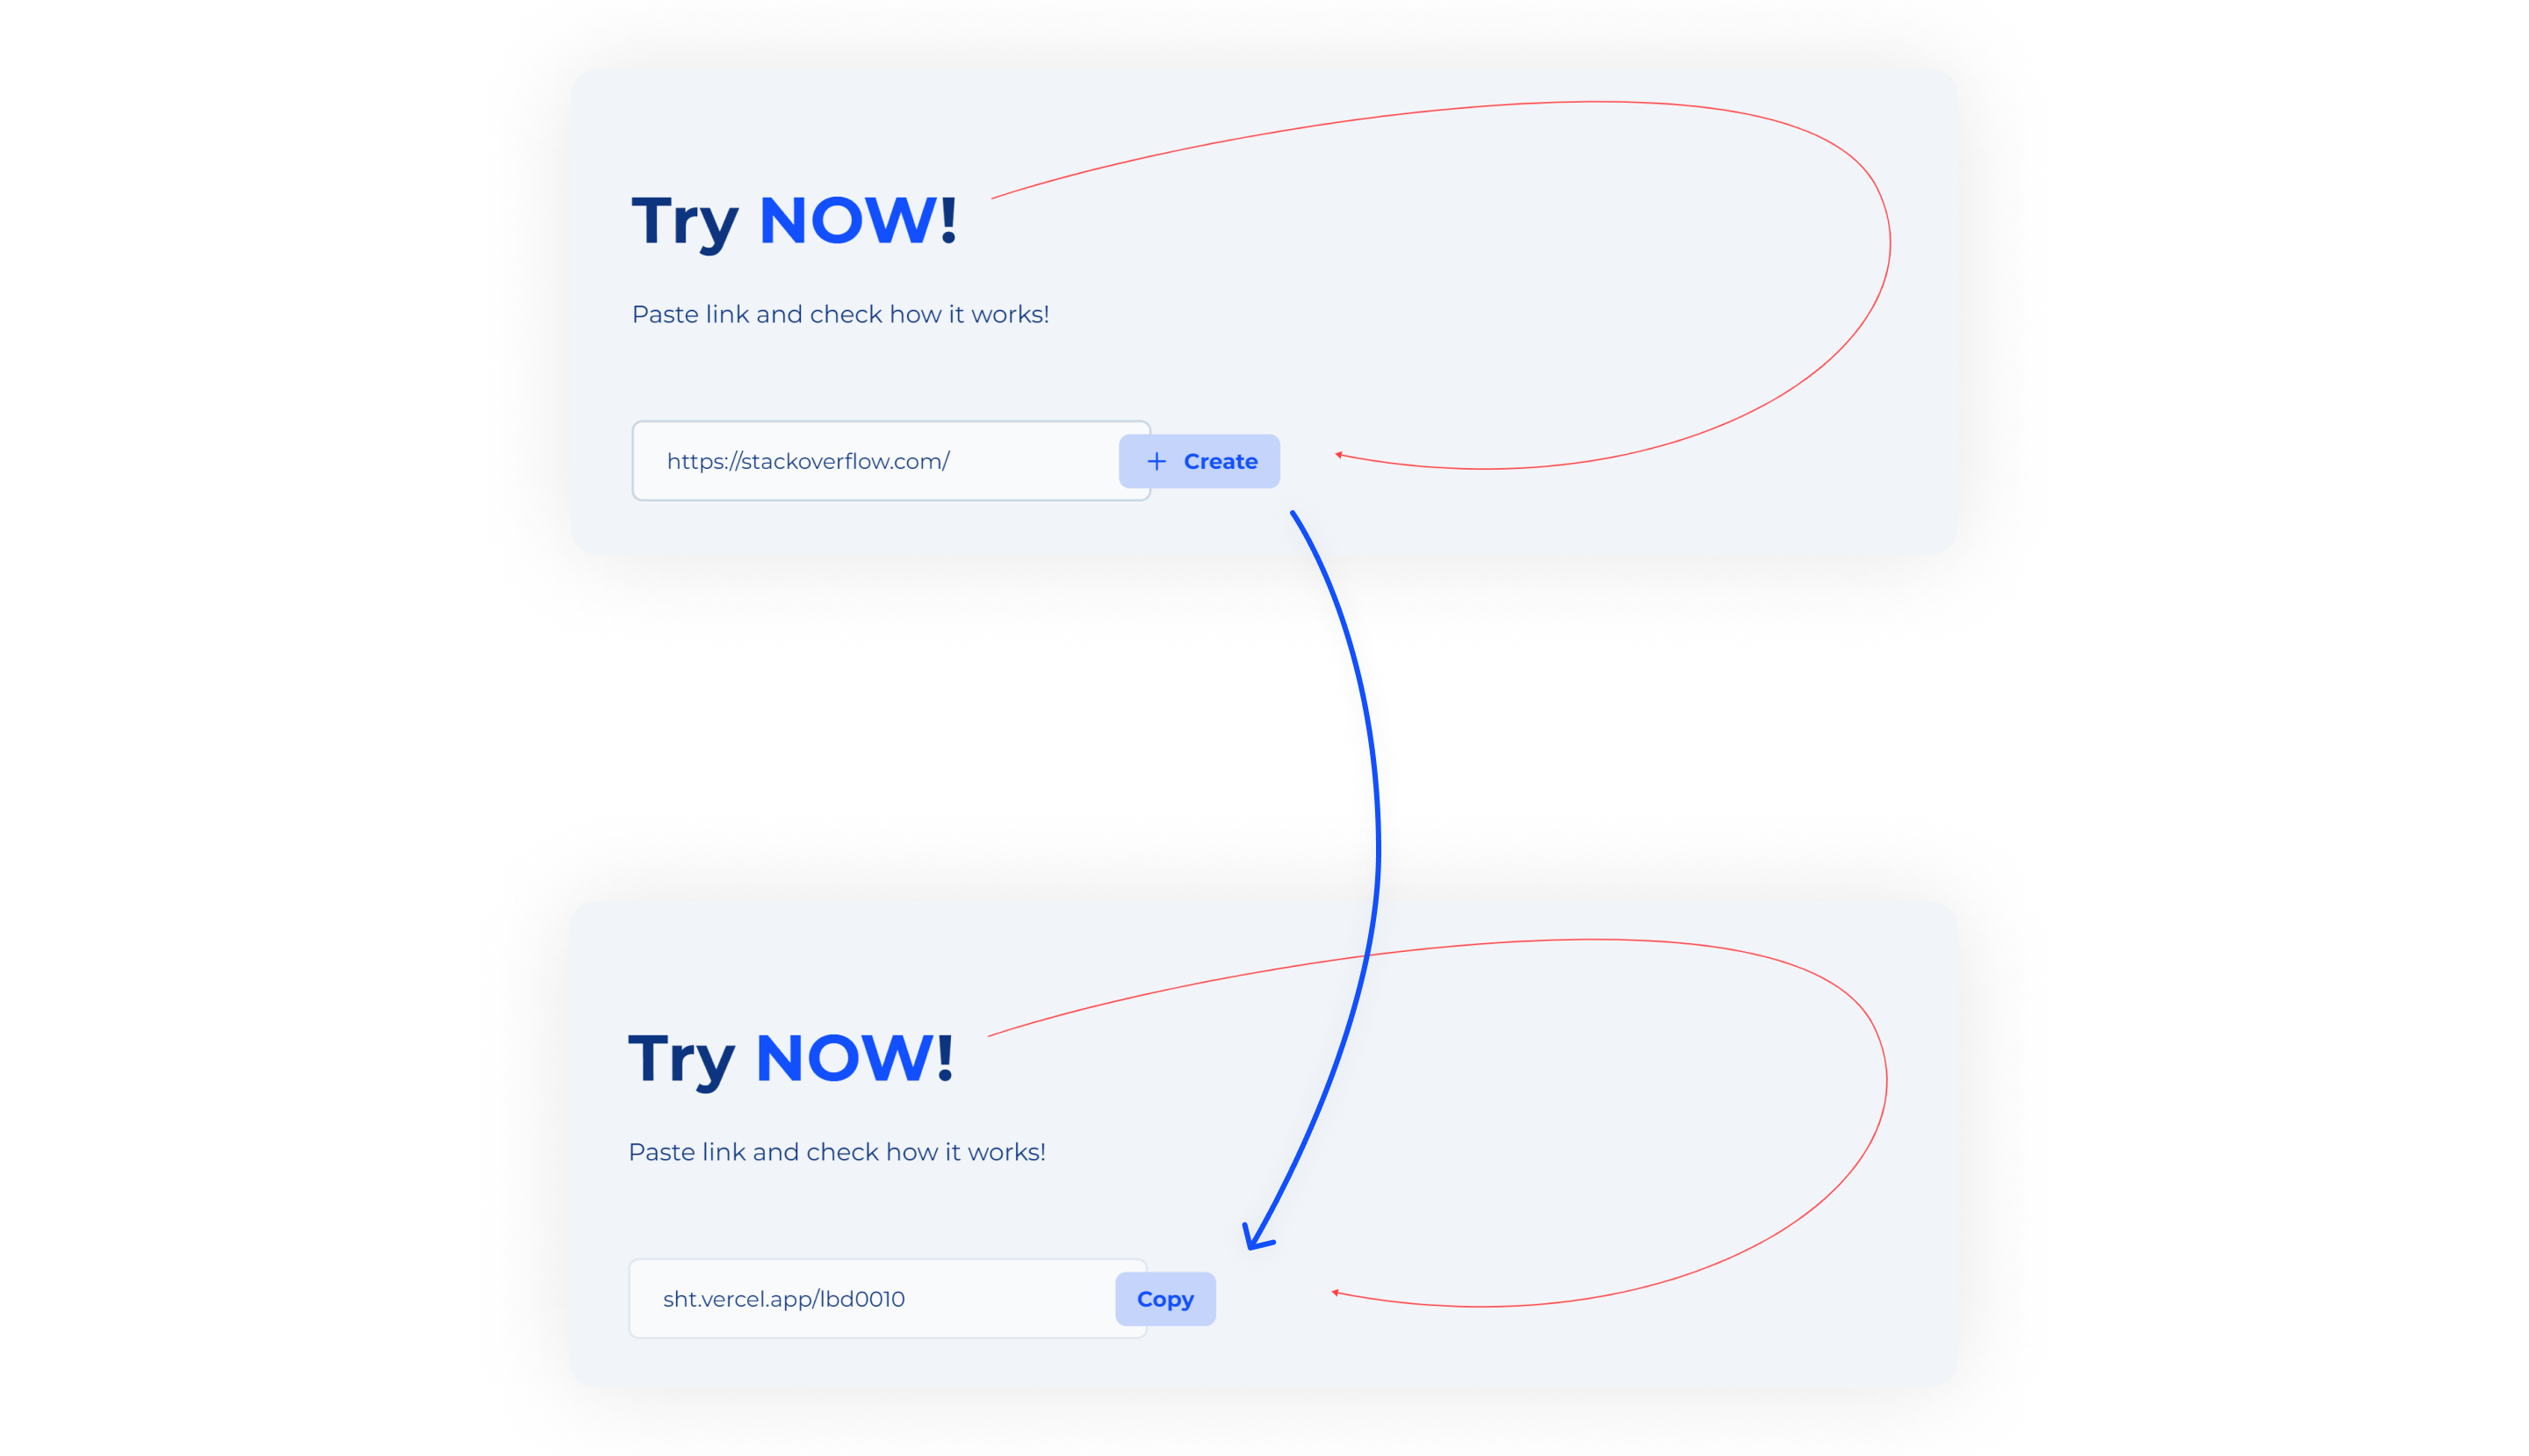 Try NOW!
Paste link and check how it works!
https://stackoverflow.com/
+ Create
Try NOW!
Paste link and check how it works!
sht.vercel.app/lbd0010
Copy